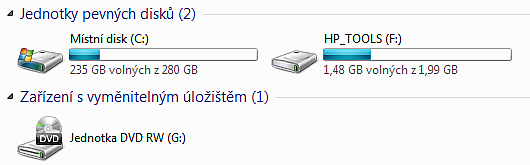 Jednotky pevných disků (2)
Místní disk (C:)
235 GB volných z 280 GB
HP_TOOLS (F:)
1,48 GB volných z 1,99 GB
Zařízení s vyměnitelným úložištěm (1)
DVD
Jednotka DVD RW (G:)